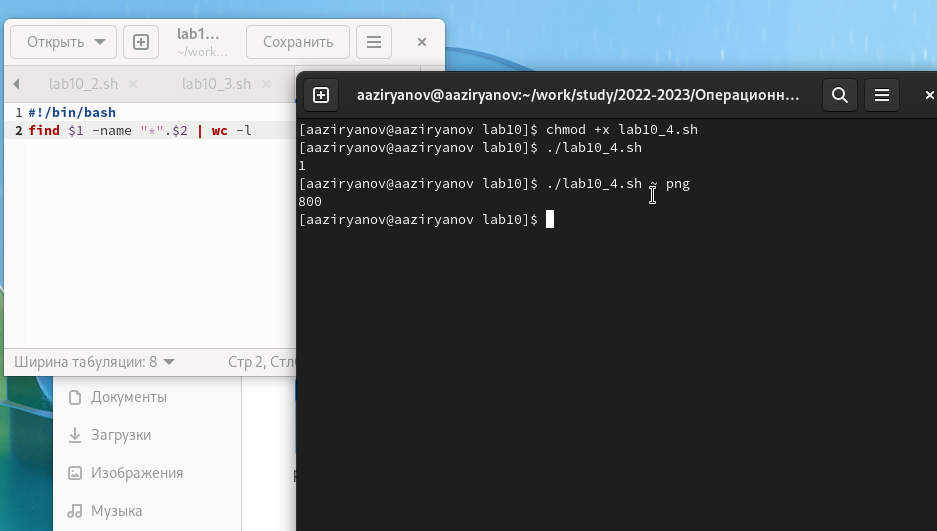 Открыть
lab1...
~/work...
Сохранить
lab10_2.sh
lab10_3.sh
1 #!/bin/bash
2 find $1 -name "*".$2 | wc -l
Ширина табуляции: 8
Стр 2,
Документы
Загрузки
Изображения
Музыка
aaziryanov@aaziryanov:~/work/study/2022-2023/Операционн...
[aaziryanov@aaziryanov lab10]$ chmod +x lab10_4.sh
[aaziryanov@aaziryanov lab10]$ ./lab10_4.sh
1
[aaziryanov@aaziryanov lab10]$ ./lab10_4.sh ~ png
800
[aaziryanov@aaziryanov lab10]$